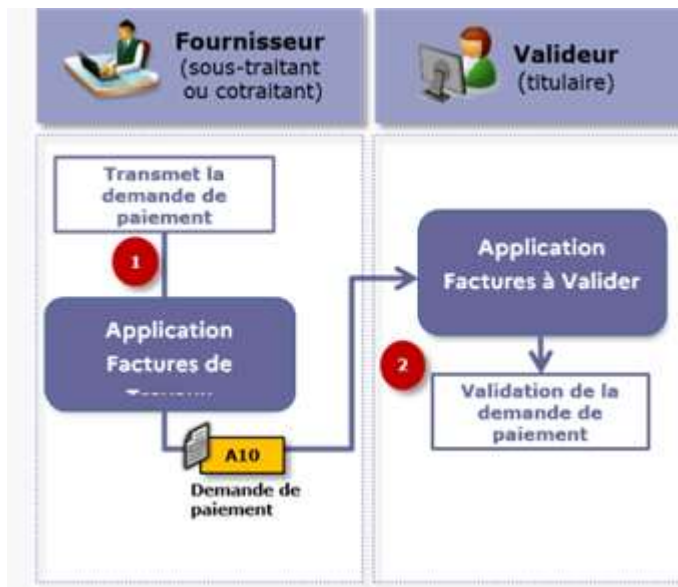 Fournisseur
(sous-traitant
ou cotraitant)
Valideur
(titulaire)
Transmet la
demande de
paiement
1
Application
Factures de
A10
Demande de
paiement
Application
Factures à Valider
2
Validation de la
demande de
paiement